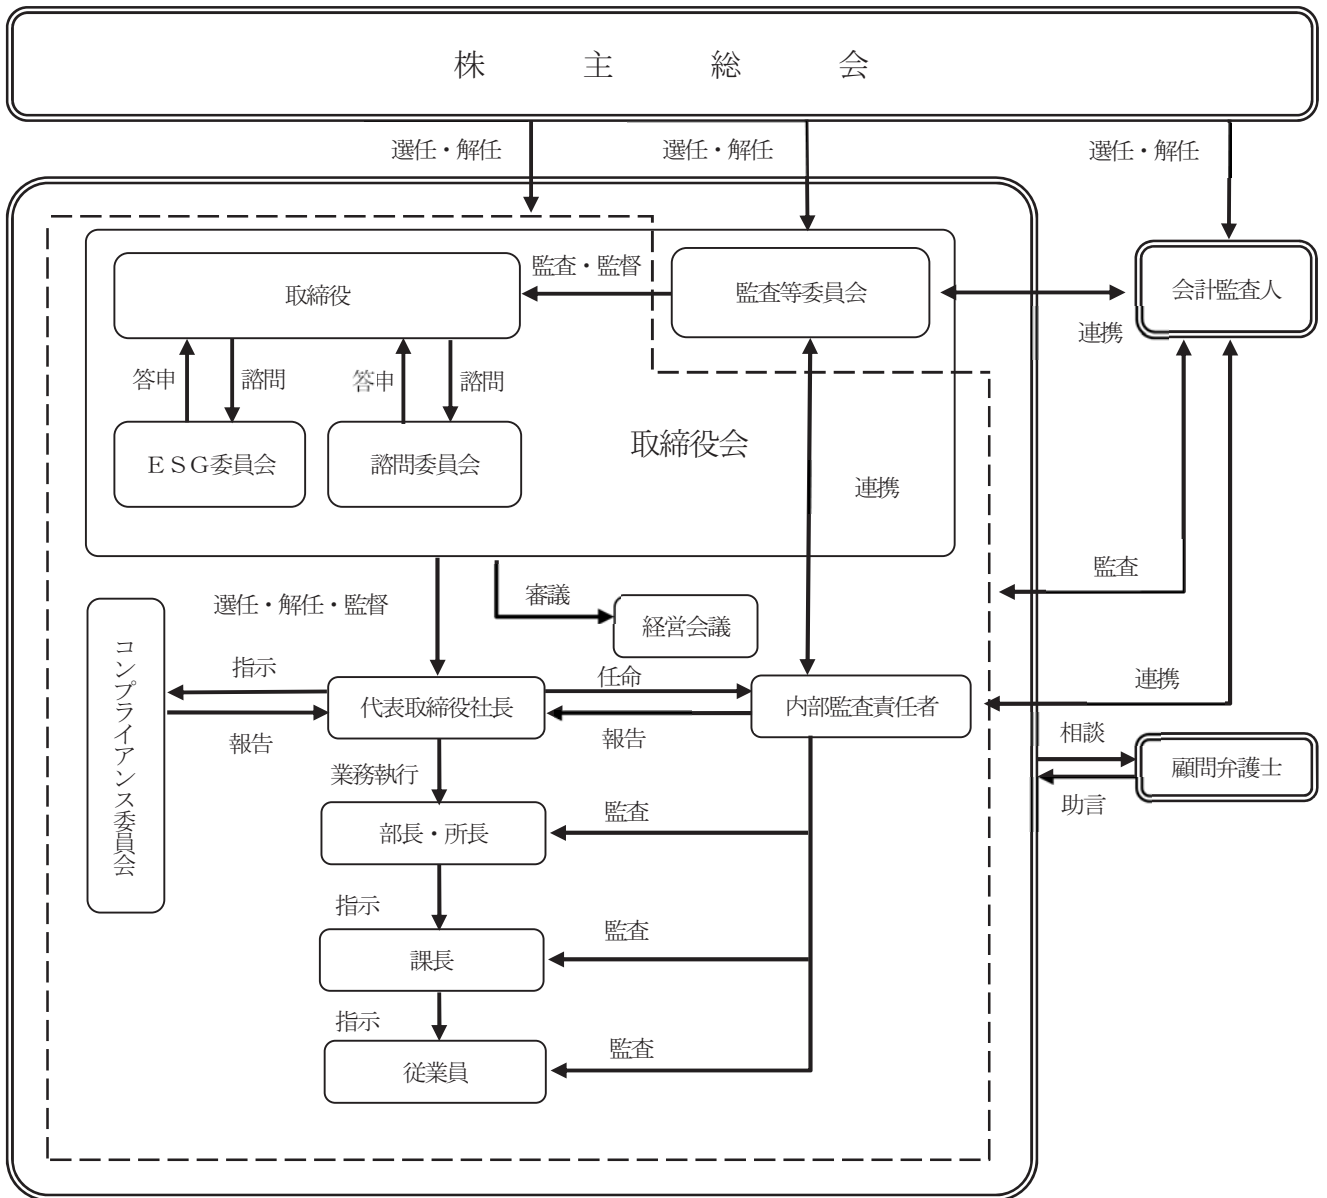 株主総会
選任・解任
選任・解任
選任・解任
監査・監督
取締役
監査等委員会
会計監査人
連携
答申
諮問
答申
諮問
取締役会
ESG委員会
諮問委員会
連携
監査
選任・解任・監督
審議
経営会議
コンプライアンス委員会
指示
任命
連携
代表取締役社長
内部監査責任者
報告
報告
相談
業務執行
顧問弁護士
助言
監査
部長・所長
指示
監査
課長
指示
監査
従業員